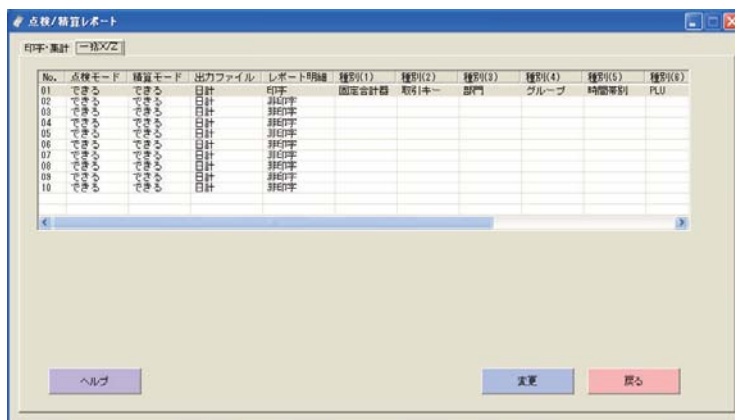 点検/精算レポート
印字・集計 一括X/Z
No. 点検モード 精算モード 出力ファイル レポート明細 種別(1) 種別(2) 種別(3) 種別(4) 種別(5) 種別(6)
01 できる できる 日計 印字 固定合計器 取引キー 部門 グループ 時間帯別 PLU
02 できる できる 日計 非印字
03 できる できる 日計 非印字
04 できる できる 日計 非印字
05 できる できる 日計 非印字
06 できる できる 日計 非印字
07 できる できる 日計 非印字
08 できる できる 日計 非印字
09 できる できる 日計 非印字
10 できる できる 日計 非印字
ヘルプ 変更 戻る